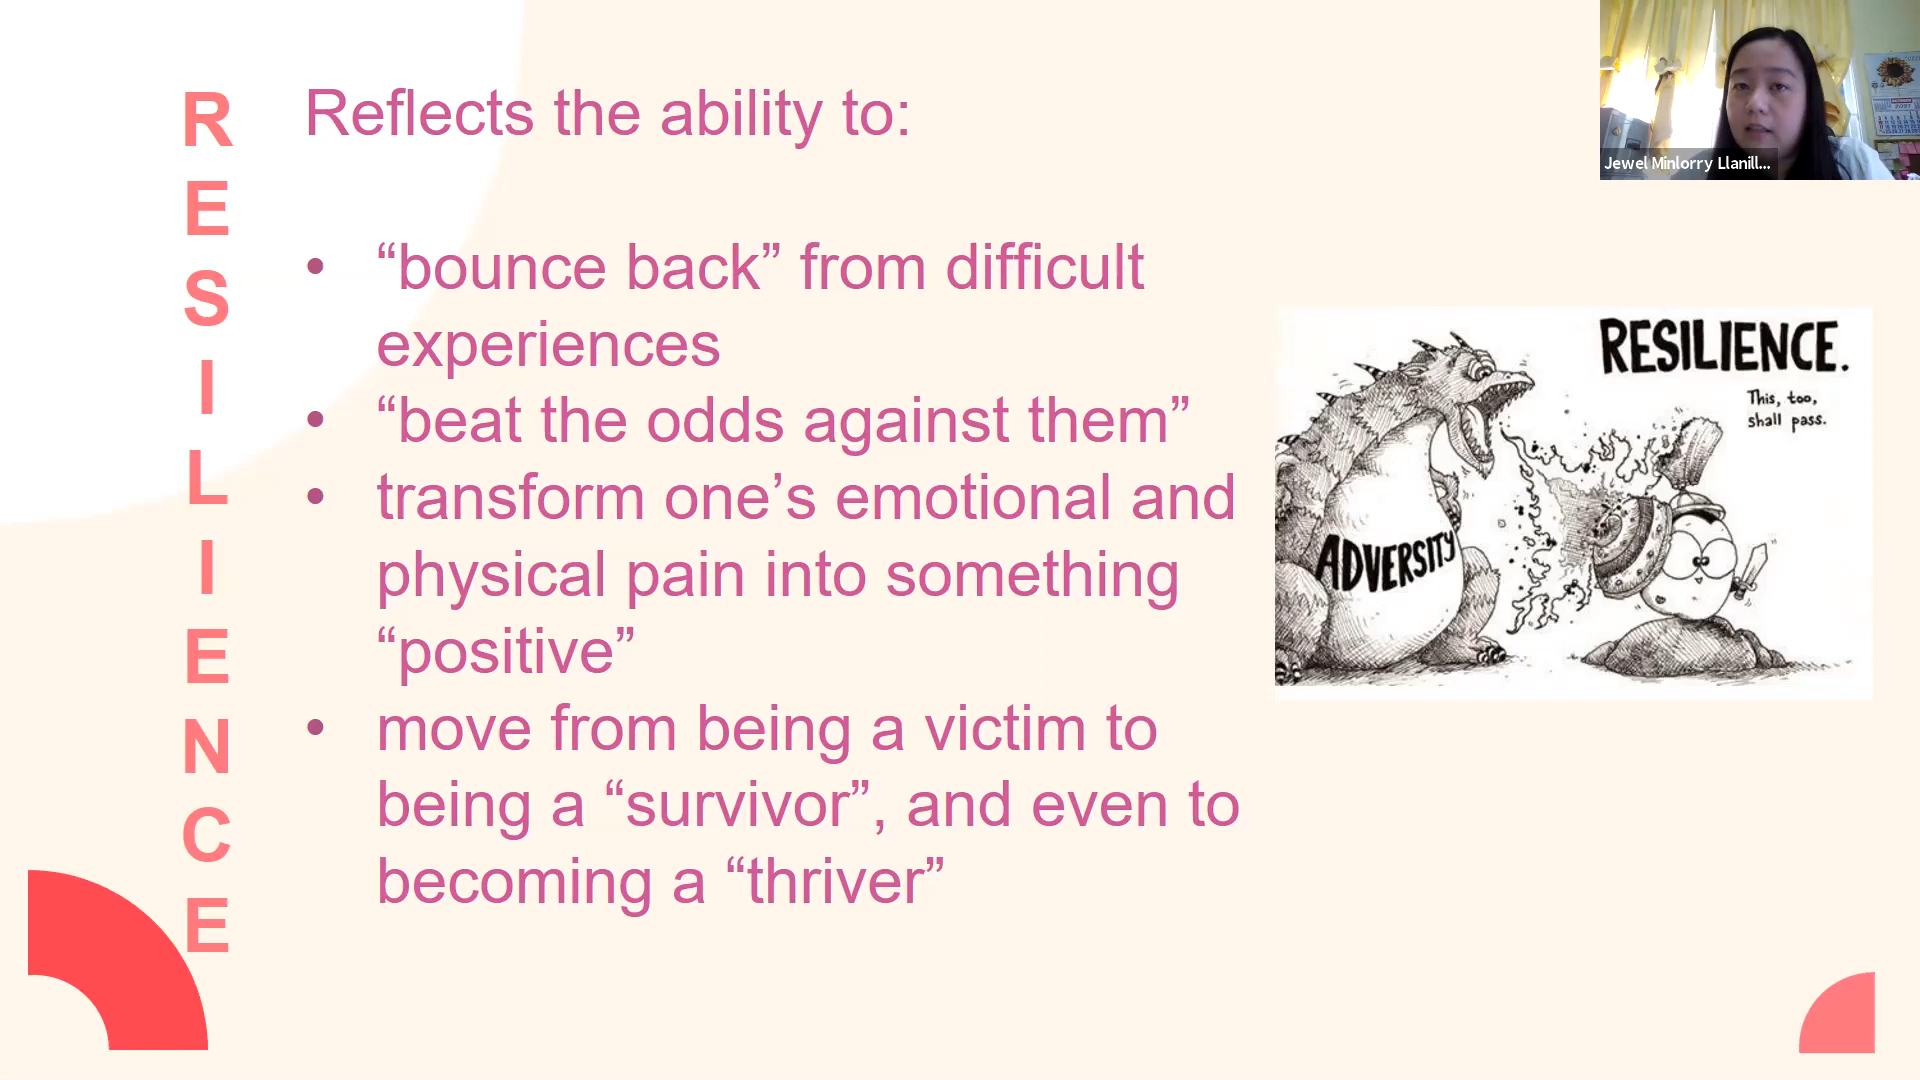 RESILIENCE
Reflects the ability to:
• “bounce back” from difficult
experiences
• “beat the odds against them”
• transform one’s emotional and
physical pain into something
“positive”
• move from being a victim to
being a “survivor”, and even to
becoming a “thriver”
Jewel Minlorry Llanill...
RESILIENCE.
This, too,
shall pass.
ADVERSITY